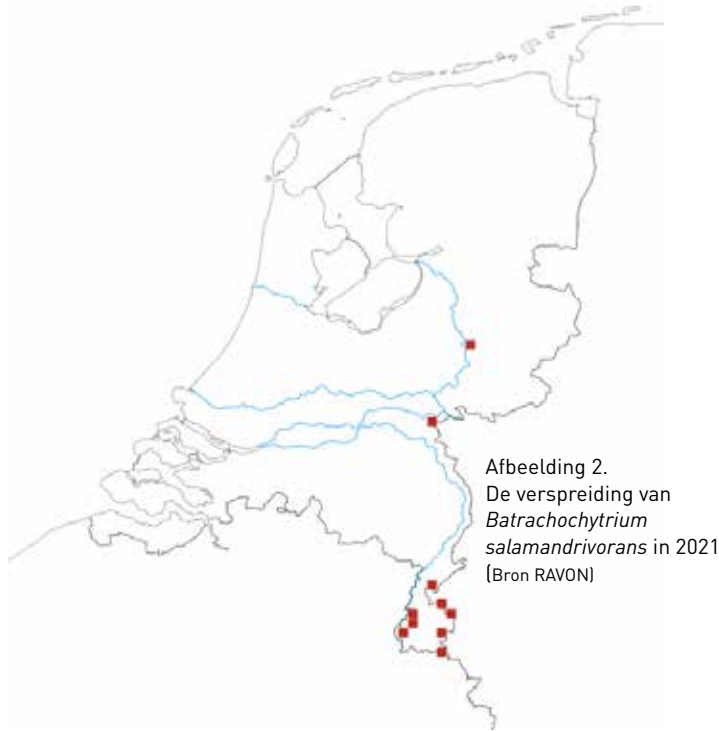 Afbeelding 2.
De verspreiding van
Batrachochytrium
salamandrivorans in 2021
(Bron RAVON)